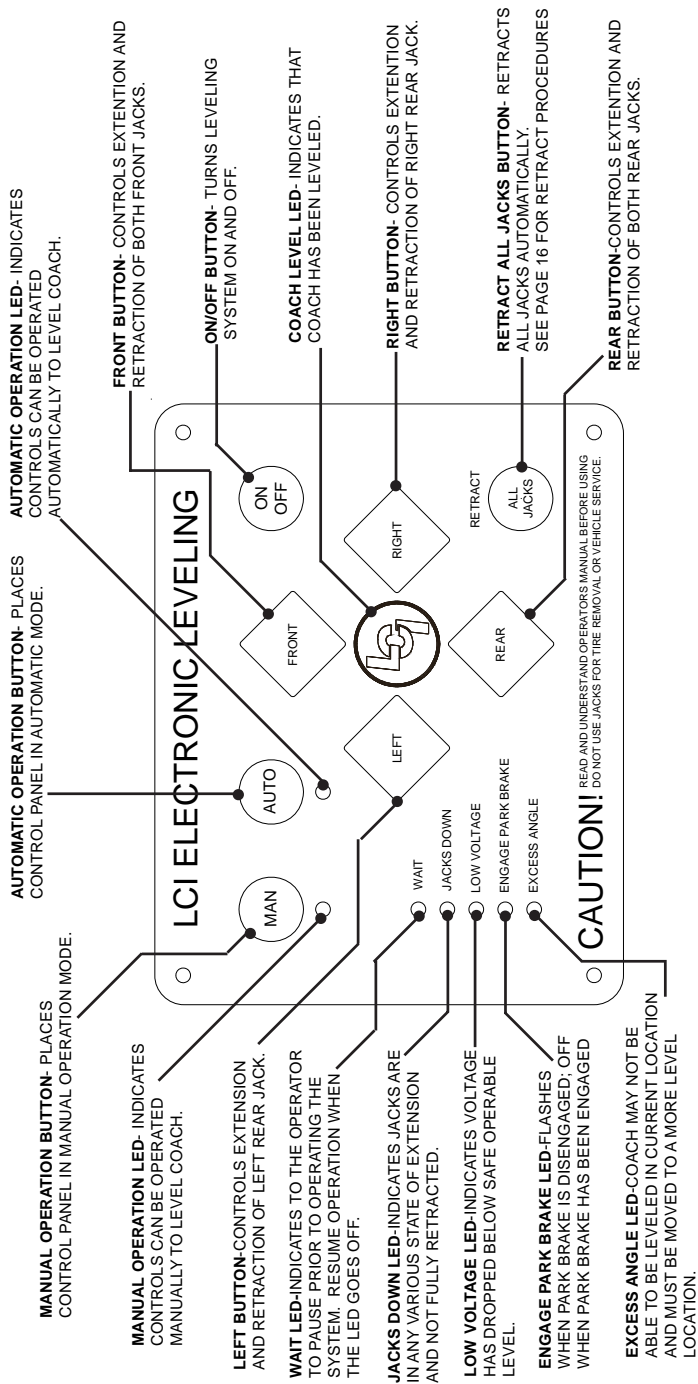 MANUAL OPERATION BUTTON- PLACES
CONTROL PANEL IN MANUAL OPERATION MODE.
MANUAL OPERATION LED- INDICATES
CONTROLS CAN BE OPERATED
MANUALLY TO LEVEL COACH.
LEFT BUTTON-CONTROLS EXTENSION
AND RETRACTION OF LEFT REAR JACK.
WAIT LED-INDICATES TO THE OPERATOR
TO PAUSE PRIOR TO OPERATING THE
SYSTEM. RESUME OPERATION WHEN
THE LED GOES OFF.
JACKS DOWN LED-INDICATES JACKS ARE
IN ANY VARIOUS STATE OF EXTENSION
AND NOT FULLY RETRACTED.
LOW VOLTAGE LED-INDICATES VOLTAGE
HAS DROPPED BELOW SAFE OPERABLE
LEVEL.
ENGAGE PARK BRAKE LED-FLASHES
WHEN PARK BRAKE IS DISENGAGED; OFF
WHEN PARK BRAKE HAS BEEN ENGAGED
EXCESS ANGLE LED-COACH MAY NOT BE
ABLE TO BE LEVELED IN CURRENT LOCATION
AND MUST BE MOVED TO A MORE LEVEL
LOCATION.
AUTOMATIC OPERATION BUTTON- PLACES
CONTROL PANEL IN AUTOMATIC MODE.
LCI ELECTRONIC LEVELING
MAN
AUTO
ON
OFF
FRONT
LEFT
RIGHT
REAR
RETRACT
ALL
JACKS
WAIT
JACKS DOWN
LOW VOLTAGE
ENGAGE PARK BRAKE
EXCESS ANGLE
CAUTION!
READ AND UNDERSTAND OPERATORS MANUAL BEFORE USING
DO NOT USE JACKS FOR TIRE REMOVAL OR VEHICLE SERVICE.
AUTOMATIC OPERATION LED- INDICATES
CONTROLS CAN BE OPERATED
AUTOMATICALLY TO LEVEL COACH.
FRONT BUTTON- CONTROLS EXTENTION AND
RETRACTION OF BOTH FRONT JACKS.
ON/OFF BUTTON- TURNS LEVELING
SYSTEM ON AND OFF.
COACH LEVEL LED- INDICATES THAT
COACH HAS BEEN LEVELED.
RIGHT BUTTON- CONTROLS EXTENTION
AND RETRACTION OF RIGHT REAR JACK.
RETRACT ALL JACKS BUTTON- RETRACTS
ALL JACKS AUTOMATICALLY.
SEE PAGE 16 FOR RETRACT PROCEDURES
REAR BUTTON-CONTROLS EXTENTION AND
RETRACTION OF BOTH REAR JACKS.